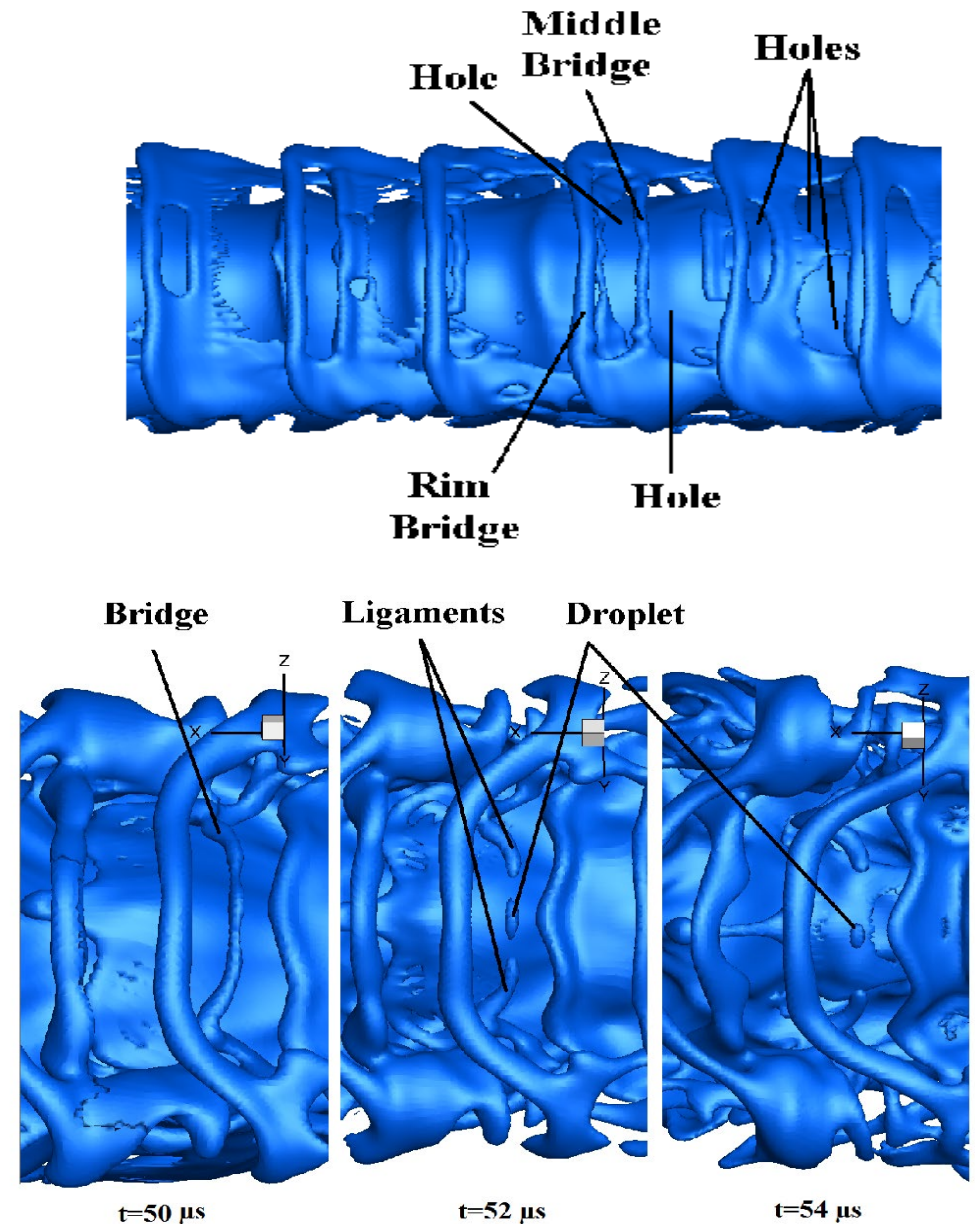 Middle
Bridge
Holes
Hole
Rim
Bridge
Hole
Bridge
Ligaments
Droplet
Z
X
Y
Z
X
Y
Z
X
Y
t=50 μs
t=52 μs
t=54 μs